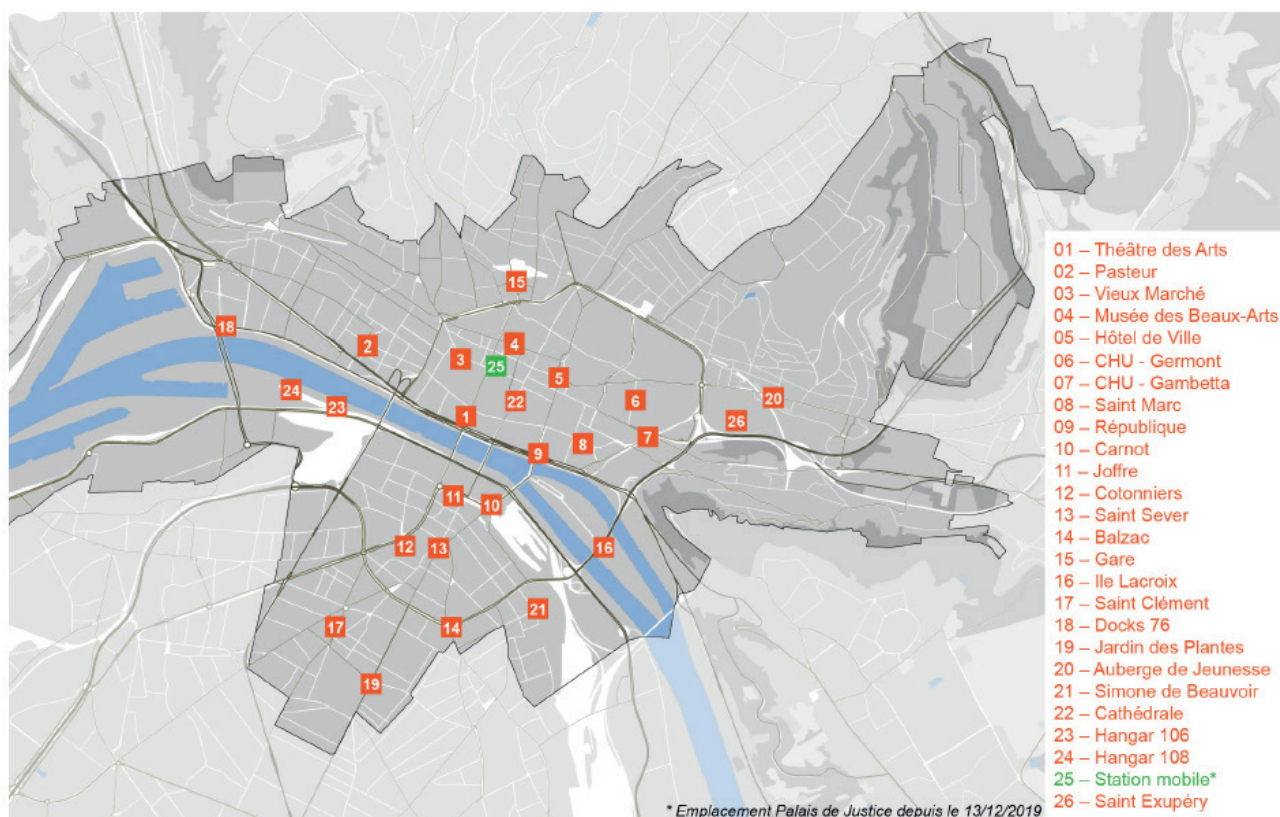 15
18
4
2
3
25
5
24
22
6
20
23
1
26
7
8
9
11
10
12
13
16
21
17
14
19
01 – Théâtre des Arts
02 – Pasteur
03 – Vieux Marché
04 – Musée des Beaux-Arts
05 – Hôtel de Ville
06 – CHU - Germont
07 – CHU - Gambetta
08 – Saint Marc
09 – République
10 – Carnot
11 – Joffre
12 – Cotonniers
13 – Saint Sever
14 – Balzac
15 – Gare
16 – Ile Lacroix
17 – Saint Clément
18 – Docks 76
19 – Jardin des Plantes
20 – Auberge de Jeunesse
21 – Simone de Beauvoir
22 – Cathédrale
23 – Hangar 106
24 – Hangar 108
25 – Station mobile*
26 – Saint Exupéry
* Emplacement Palais de Justice depuis le 13/12/2019